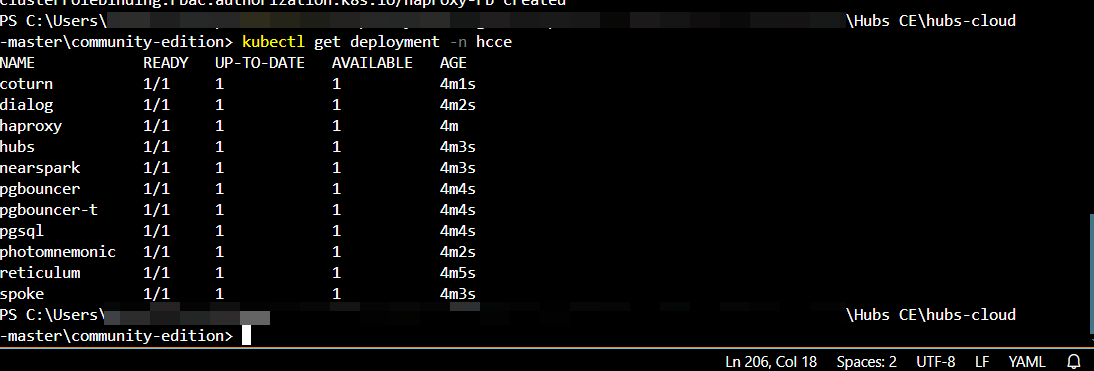 clusterrolebinding.rbac.authorization.k8s.io/haproxy-rb created
PS C:\Users\ \Hubs CE\hubs-cloud
-master\community-edition> kubectl get deployment -n hcce
NAME READY UP-TO-DATE AVAILABLE AGE
coturn 1/1 1 1 4m1s
dialog 1/1 1 1 4m2s
haproxy 1/1 1 1 4m
hubs 1/1 1 1 4m3s
nearspark 1/1 1 1 4m3s
pgbouncer 1/1 1 1 4m4s
pgbouncer-t 1/1 1 1 4m4s
pgsql 1/1 1 1 4m4s
photomnemonic 1/1 1 1 4m2s
reticulum 1/1 1 1 4m5s
spoke 1/1 1 1 4m3s
PS C:\Users\ \Hubs CE\hubs-cloud
-master\community-edition>
Ln 206, Col 18 Spaces: 2 UTF-8 LF YAML